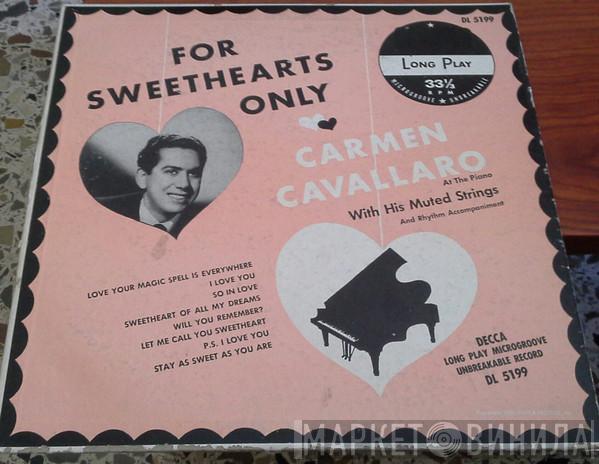 DL 5199
FOR
SWEETHEARTS
ONLY
LONG PLAY
33⅓
RPM
MICROGROOVE ★ UNBREAKABLE
CARMEN
CAVALLARO
At The Piano
With His Muted Strings
And Rhythm Accompaniment
LOVE YOUR MAGIC SPELL IS EVERYWHERE
I LOVE YOU
SO IN LOVE
SWEETHEART OF ALL MY DREAMS
WILL YOU REMEMBER?
LET ME CALL YOU SWEETHEART
P.S. I LOVE YOU
STAY AS SWEET AS YOU ARE
DECCA
LONG PLAY MICROGROOVE
UNBREAKABLE RECORD
DL 5199
МАРКЕТ ВИНИЛА